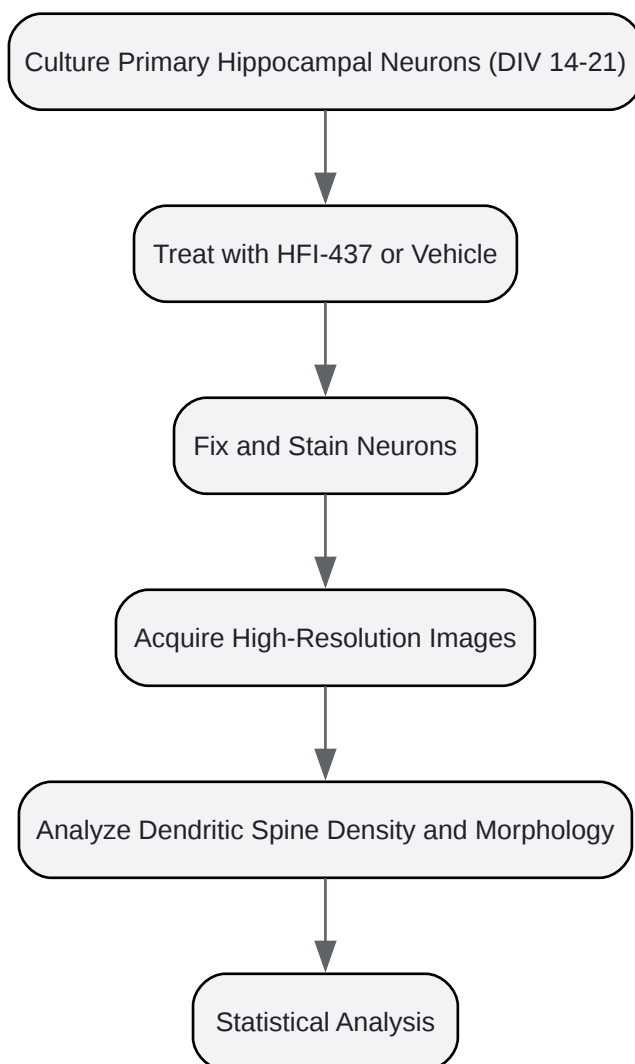 Culture Primary Hippocampal Neurons (DIV 14-21)
Treat with HFI-437 or Vehicle
Fix and Stain Neurons
Acquire High-Resolution Images
Analyze Dendritic Spine Density and Morphology
Statistical Analysis